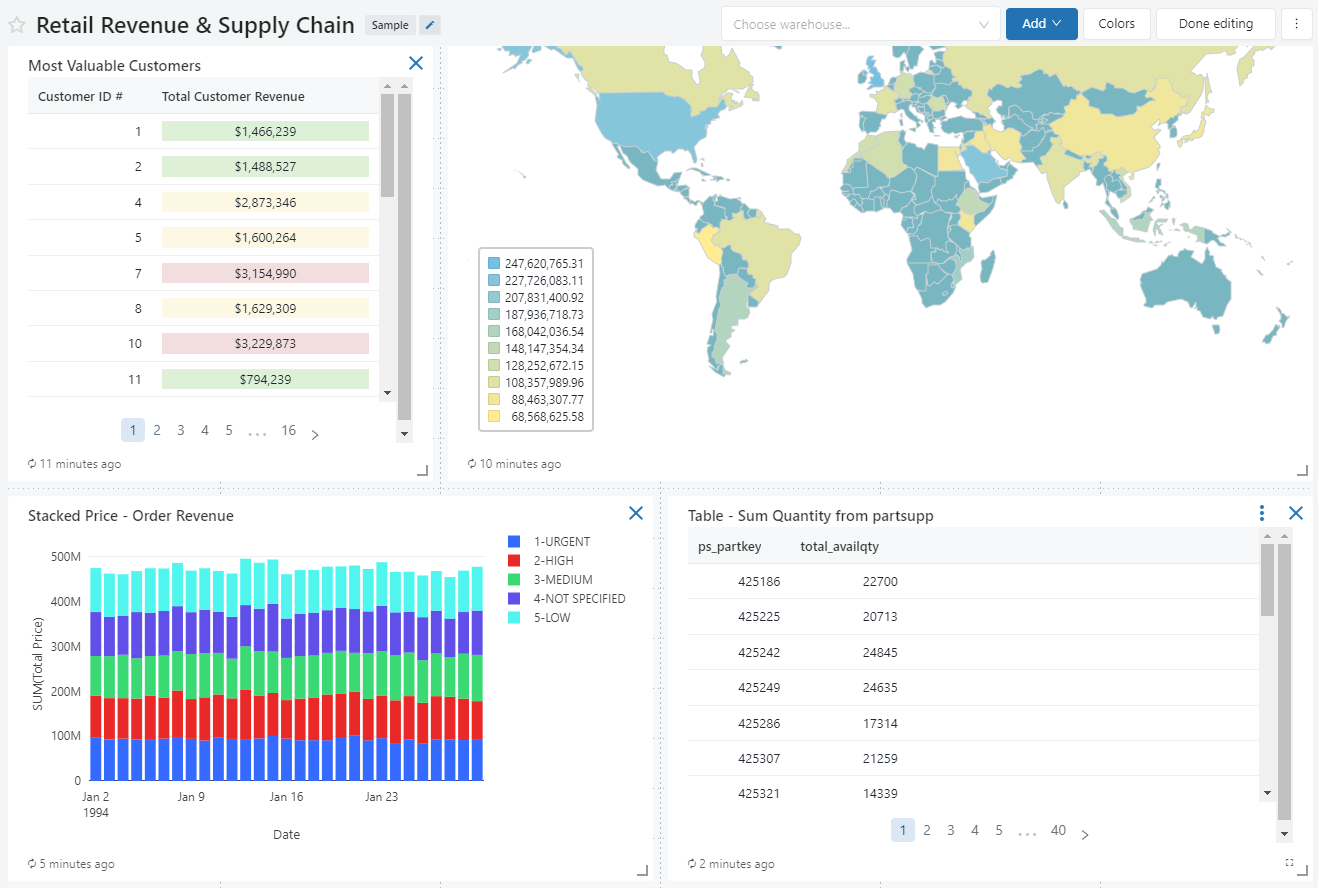 Retail Revenue & Supply Chain Sample Choose warehouse... Add Colors Done editing
Most Valuable Customers
Customer ID # Total Customer Revenue
1 $1,466,239
2 $1,488,527
4 $2,873,346
5 $1,600,264
7 $3,154,990
8 $1,629,309
10 $3,229,873
11 $794,239
1 2 3 4 5 ... 16 >
11 minutes ago
247,620,765.31
227,726,083.11
207,831,400.92
187,936,718.73
168,042,036.54
148,147,354.34
128,252,672.15
108,357,989.96
88,463,307.77
68,568,625.58
10 minutes ago
Stacked Price - Order Revenue
500M
400M
300M
200M
100M
0
SUM(Total Price)
Jan 2 Jan 9 Jan 16 Jan 23
1994
Date
1-URGENT
2-HIGH
3-MEDIUM
4-NOT SPECIFIED
5-LOW
5 minutes ago
Table - Sum Quantity from partsupp
ps_partkey total_availqty
425186 22700
425225 20713
425242 24845
425249 24635
425286 17314
425307 21259
425321 14339
1 2 3 4 5 ... 40 >
2 minutes ago